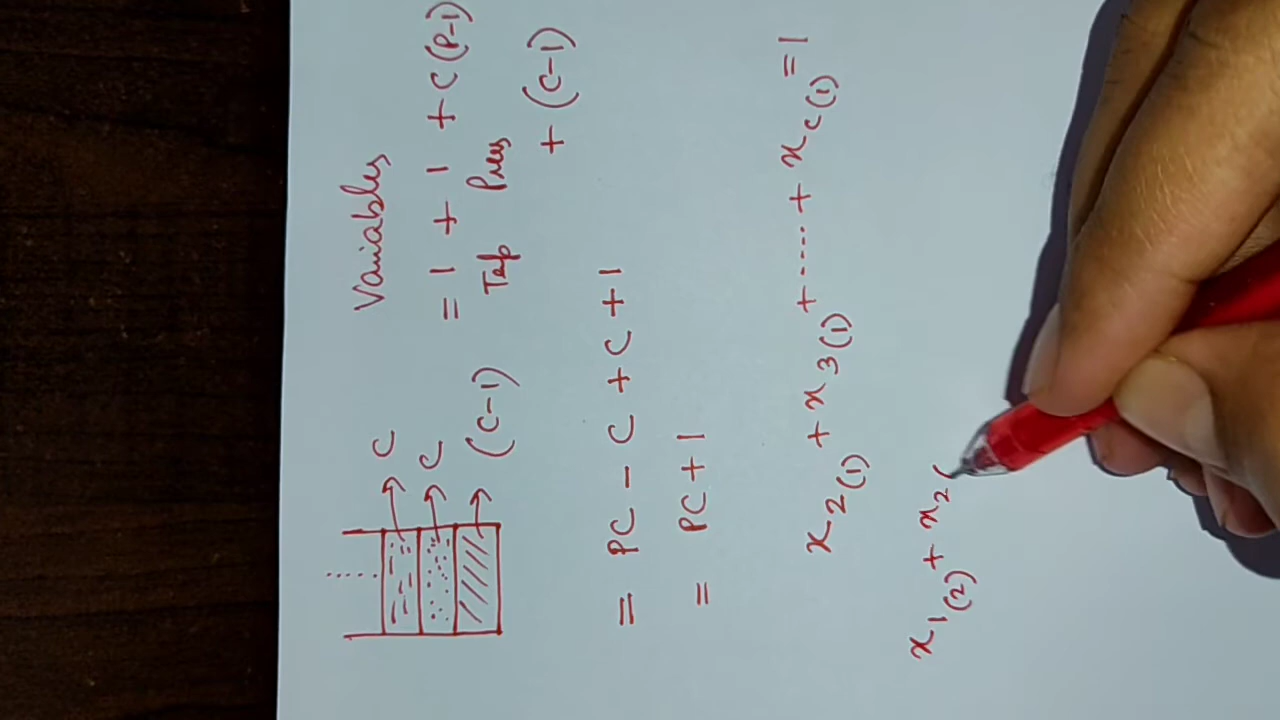 C
C
(C-1)
Variables
= 1 + 1 + C(P-1)
Tep Pres
+ (C-1)
= PC - C + C + 1
= PC + 1
x₂₍₁₎ + x₃₍₁₎ + .... + x_C₍₁₎ = 1
x₁₍₂₎ + x₂₍